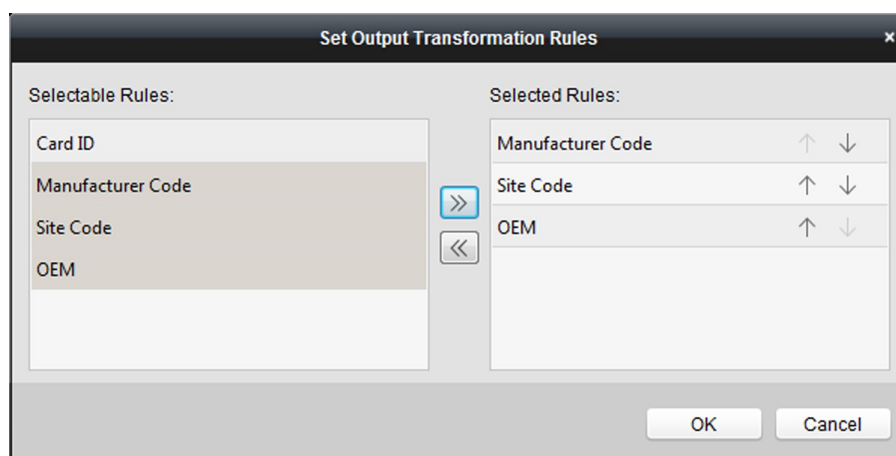 Set Output Transformation Rules
Selectable Rules:
Card ID
Manufacturer Code
Site Code
OEM
Selected Rules:
Manufacturer Code
Site Code
OEM
OK
Cancel